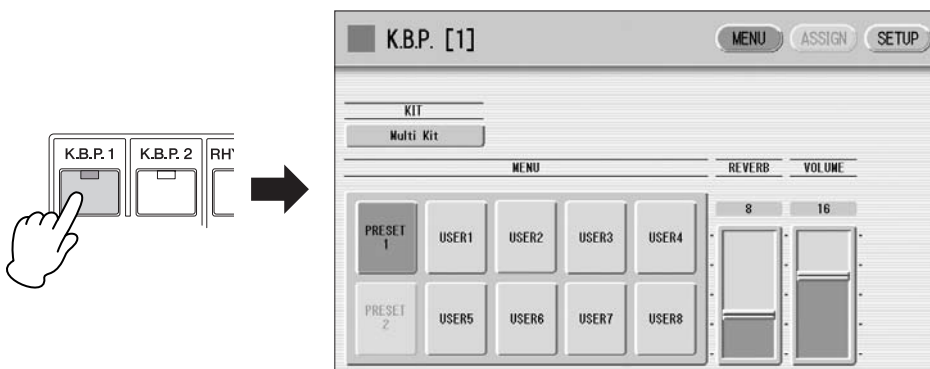 K.B.P. [1]
MENU
ASSIGN
SETUP
KIT
Multi Kit
MENU
REVERB
VOLUME
8
16
PRESET
1
USER1
USER2
USER3
USER4
PRESET
2
USER5
USER6
USER7
USER8
K.B.P. 1
K.B.P. 2
RH